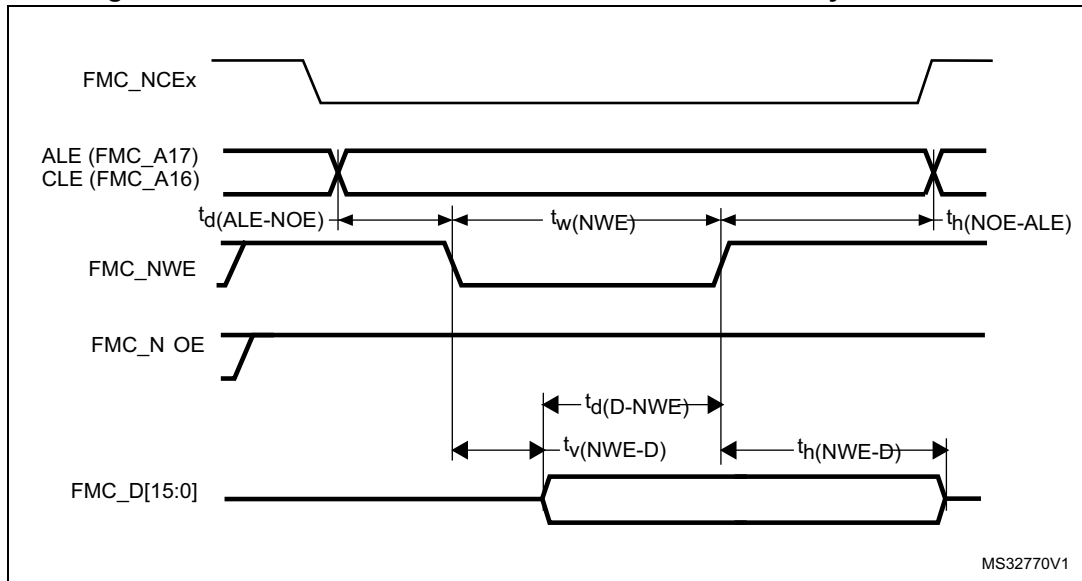 FMC_NCEx
ALE (FMC_A17)
CLE (FMC_A16)
td(ALE-NOE)
tw(NWE)
th(NOE-ALE)
FMC_NWE
FMC_N OE
td(D-NWE)
tv(NWE-D)
th(NWE-D)
FMC_D[15:0]
MS32770V1